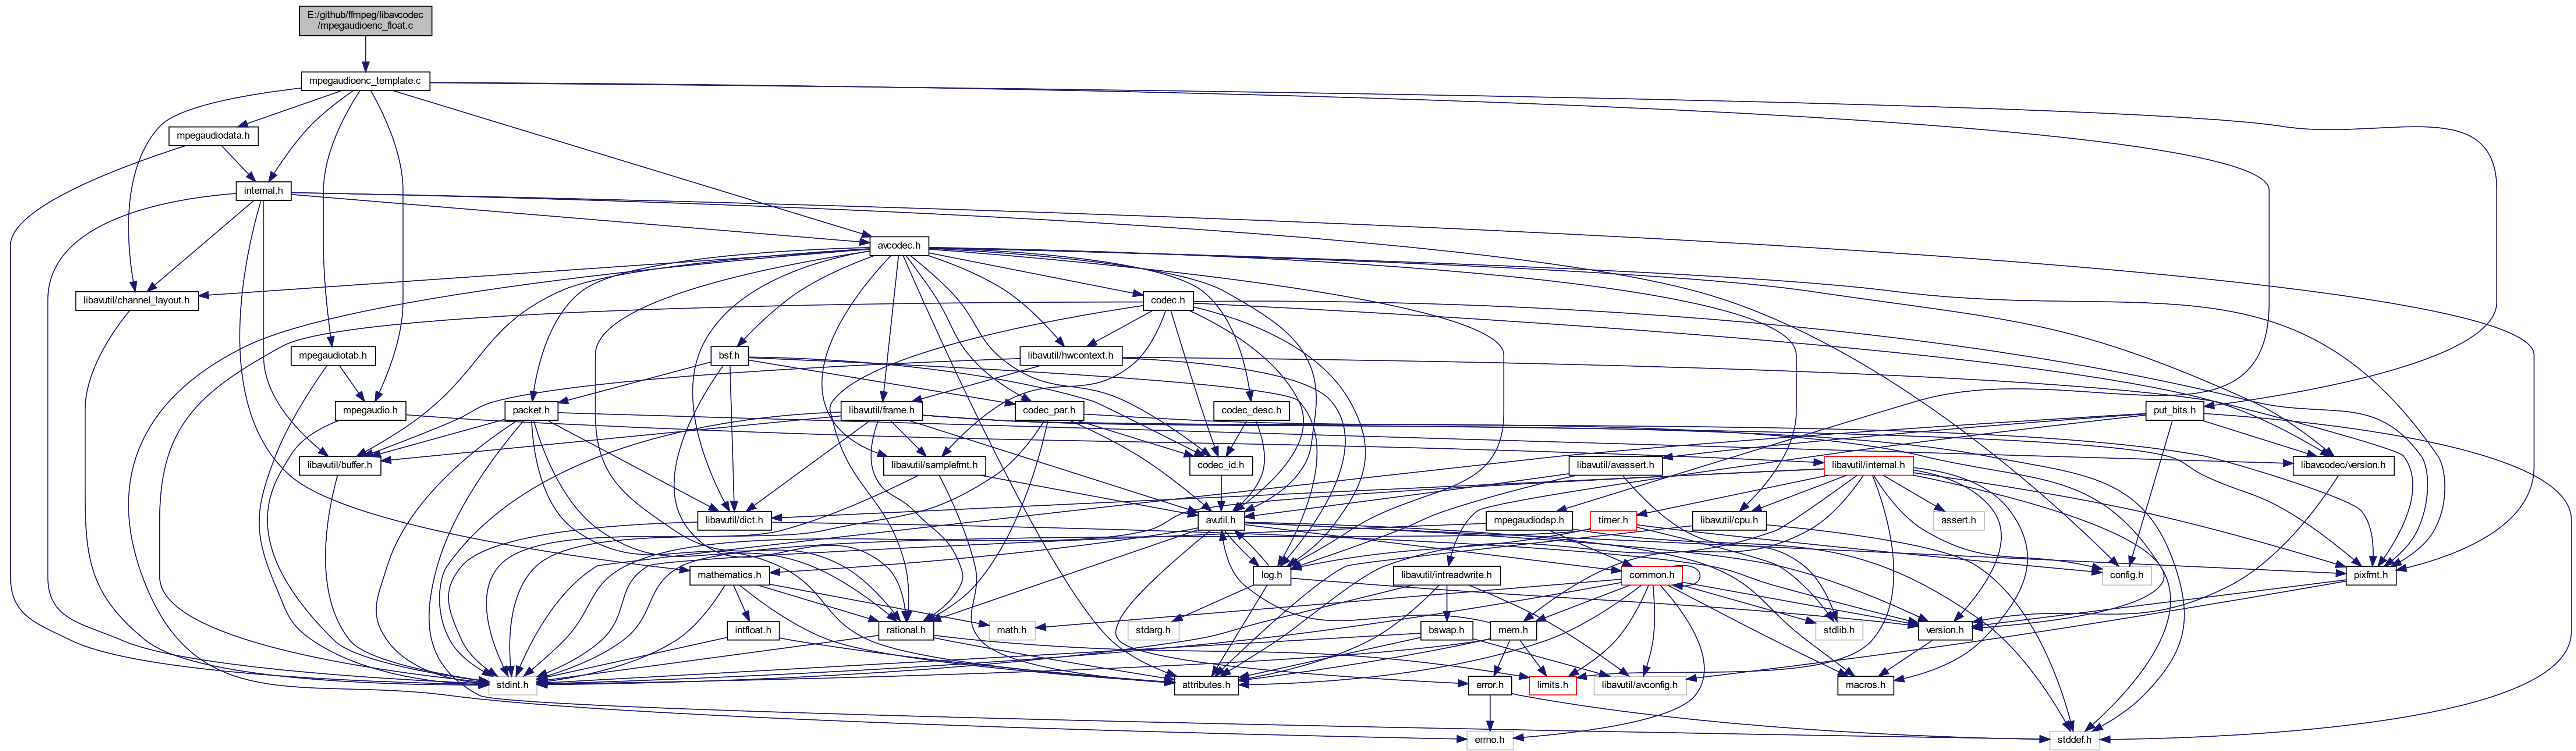 E:/github/ffmpeg/libavcodec
/mpegaudioenc_float.c
mpegaudioenc_template.c
mpegaudiodata.h
internal.h
avcodec.h
libavutil/channel_layout.h
codec.h
mpegaudiotab.h
bsf.h
libavutil/hwcontext.h
mpegaudio.h
packet.h
libavutil/frame.h
codec_par.h
codec_desc.h
put_bits.h
libavutil/buffer.h
libavutil/samplefmt.h
codec_id.h
libavutil/avassert.h
libavutil/internal.h
libavcodec/version.h
libavutil/dict.h
avutil.h
mpegaudiodsp.h
timer.h
libavutil/cpu.h
assert.h
mathematics.h
log.h
libavutil/intreadwrite.h
common.h
config.h
pixfmt.h
intfloat.h
rational.h
math.h
stdarg.h
bswap.h
mem.h
stdlib.h
version.h
stdint.h
attributes.h
error.h
limits.h
libavutil/avconfig.h
macros.h
errno.h
stddef.h